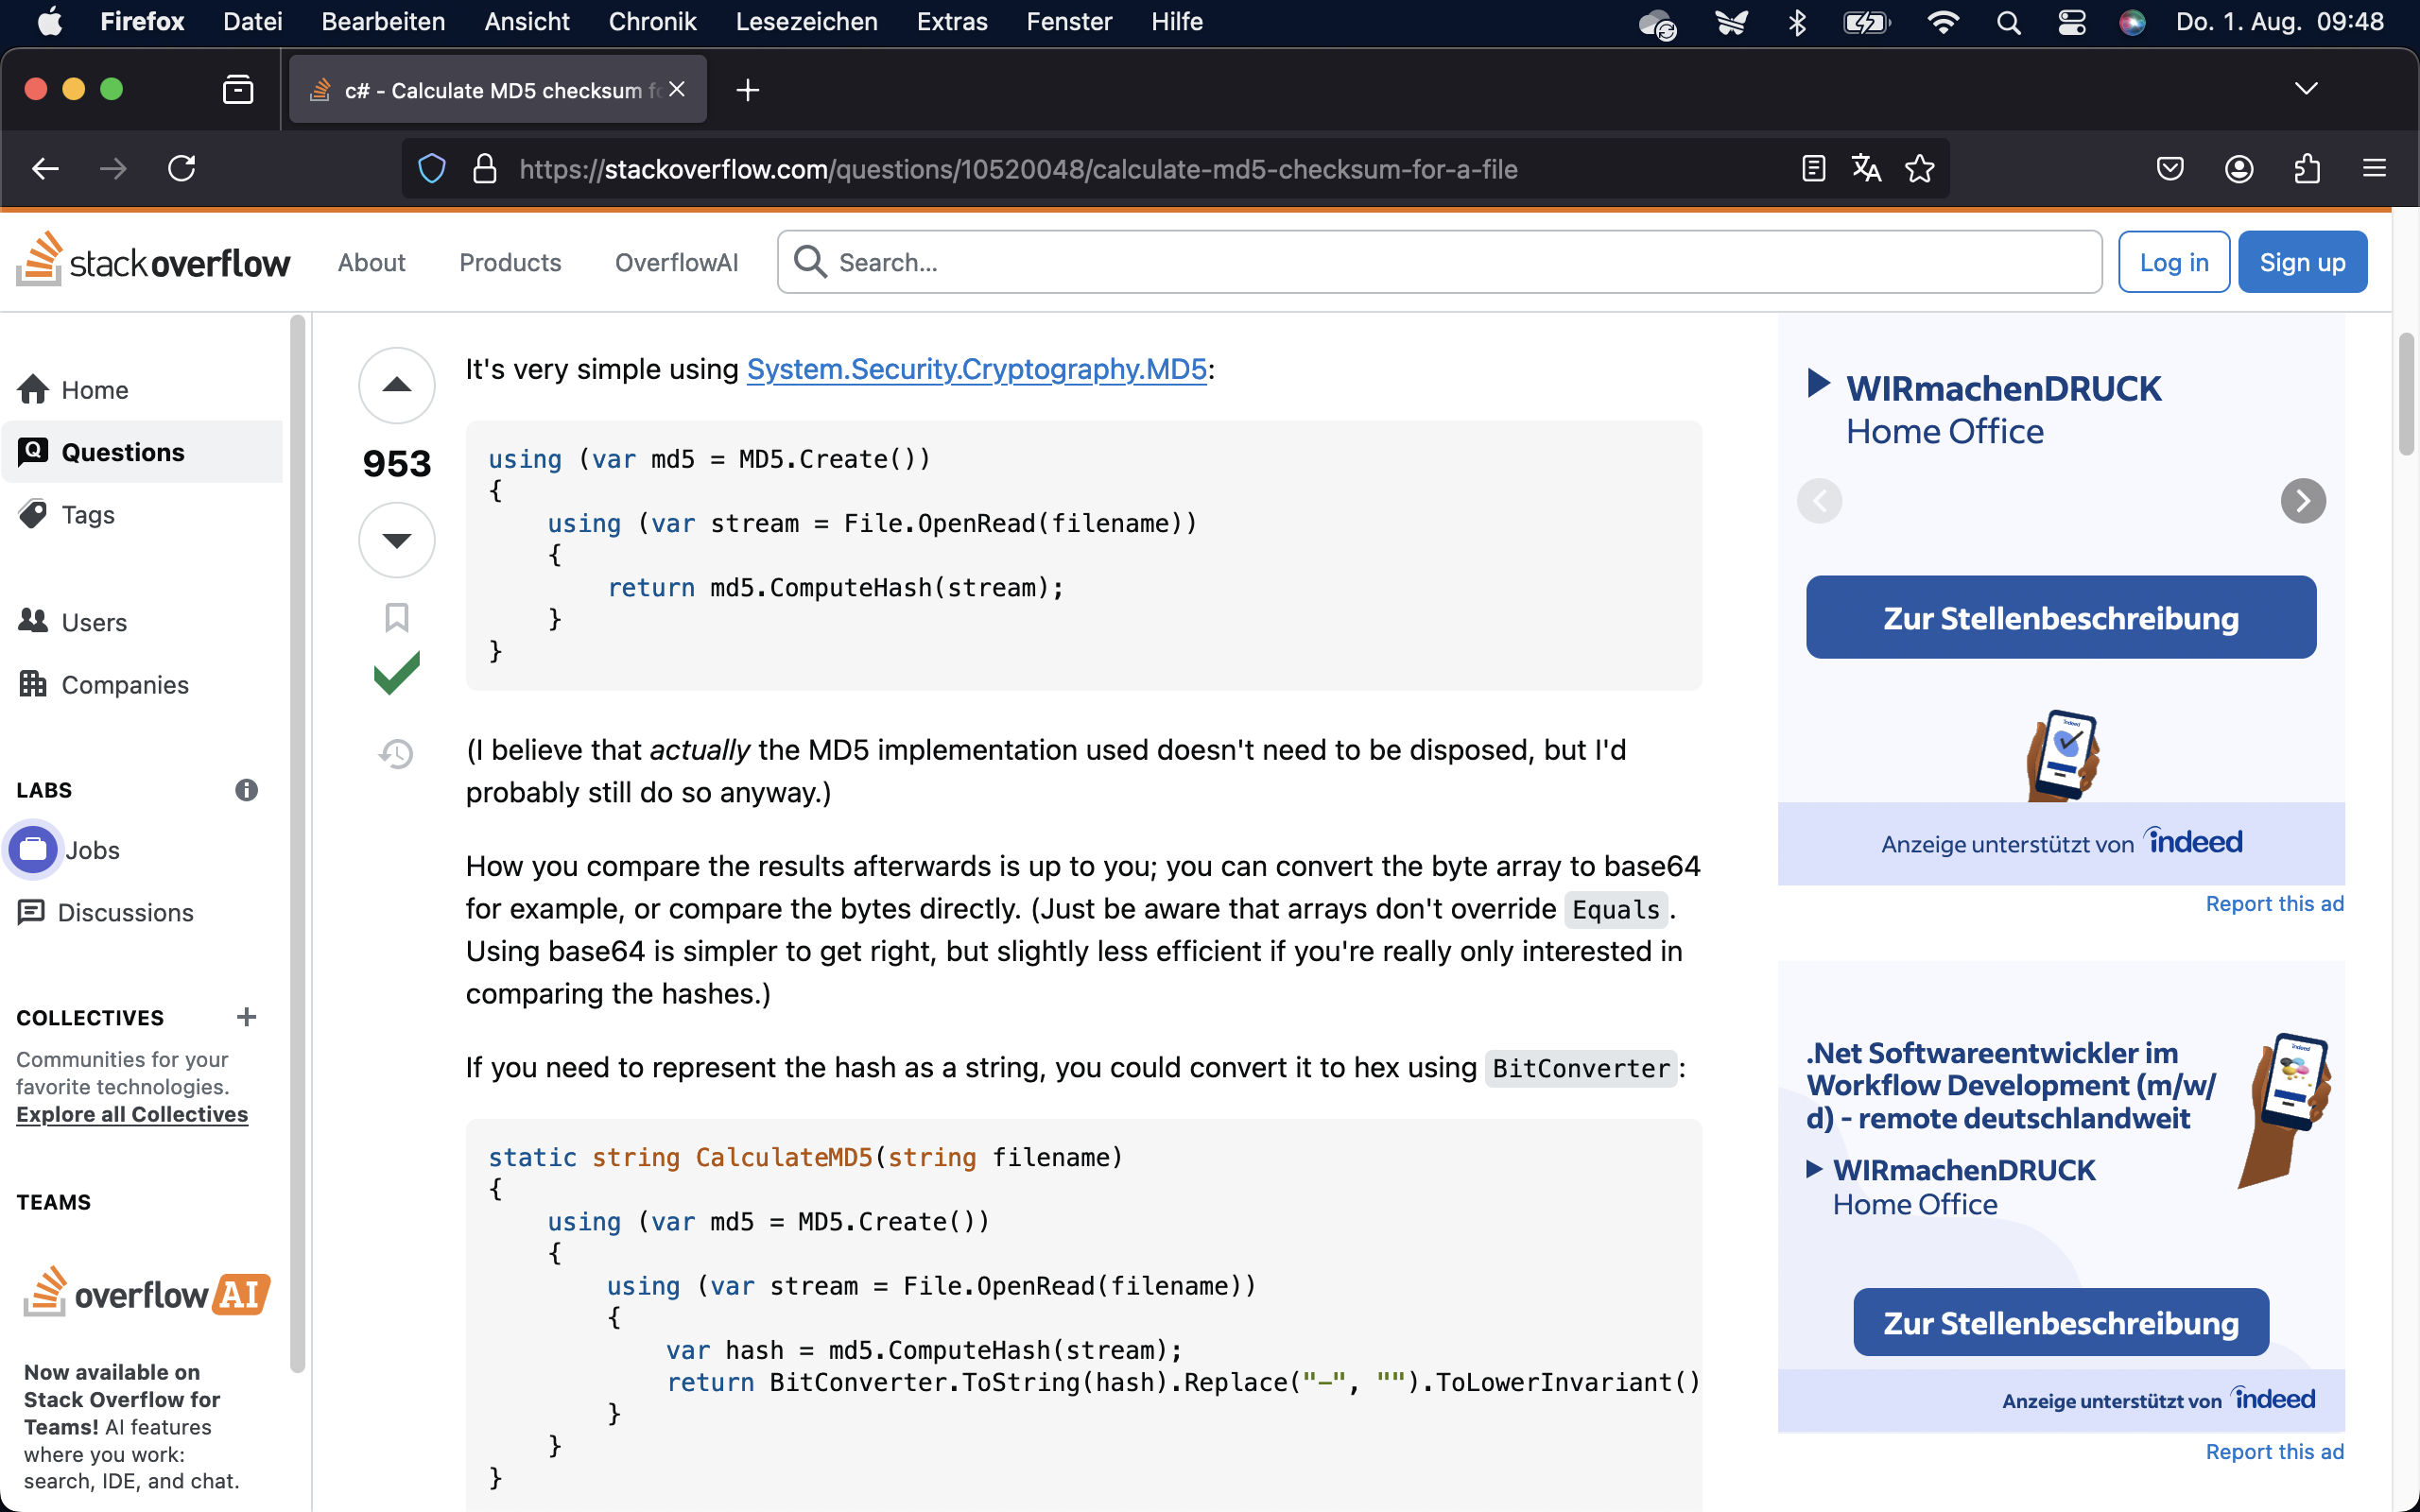 Firefox Datei Bearbeiten Ansicht Chronik Lesezeichen Extras Fenster Hilfe Do. 1. Aug. 09:48
c# - Calculate MD5 checksum fo
https://stackoverflow.com/questions/10520048/calculate-md5-checksum-for-a-file
stackoverflow About Products OverflowAI Search... Log in Sign up
Home
Questions
Tags
Users
Companies
LABS
Jobs
Discussions
COLLECTIVES
Communities for your
favorite technologies.
Explore all Collectives
TEAMS
overflowAI
Now available on
Stack Overflow for
Teams! AI features
where you work:
search, IDE, and chat.
953
It's very simple using System.Security.Cryptography.MD5:
using (var md5 = MD5.Create())
{
    using (var stream = File.OpenRead(filename))
    {
        return md5.ComputeHash(stream);
    }
}
(I believe that actually the MD5 implementation used doesn't need to be disposed, but I'd
probably still do so anyway.)
How you compare the results afterwards is up to you; you can convert the byte array to base64
for example, or compare the bytes directly. (Just be aware that arrays don't override Equals.
Using base64 is simpler to get right, but slightly less efficient if you're really only interested in
comparing the hashes.)
If you need to represent the hash as a string, you could convert it to hex using BitConverter:
static string CalculateMD5(string filename)
{
    using (var md5 = MD5.Create())
    {
        using (var stream = File.OpenRead(filename))
        {
            var hash = md5.ComputeHash(stream);
            return BitConverter.ToString(hash).Replace("-", "").ToLowerInvariant()
        }
    }
}
WIRmachenDRUCK
Home Office
Zur Stellenbeschreibung
Anzeige unterstützt von indeed
Report this ad
.Net Softwareentwickler im
Workflow Development (m/w/
d) - remote deutschlandweit
WIRmachenDRUCK
Home Office
Zur Stellenbeschreibung
Anzeige unterstützt von indeed
Report this ad